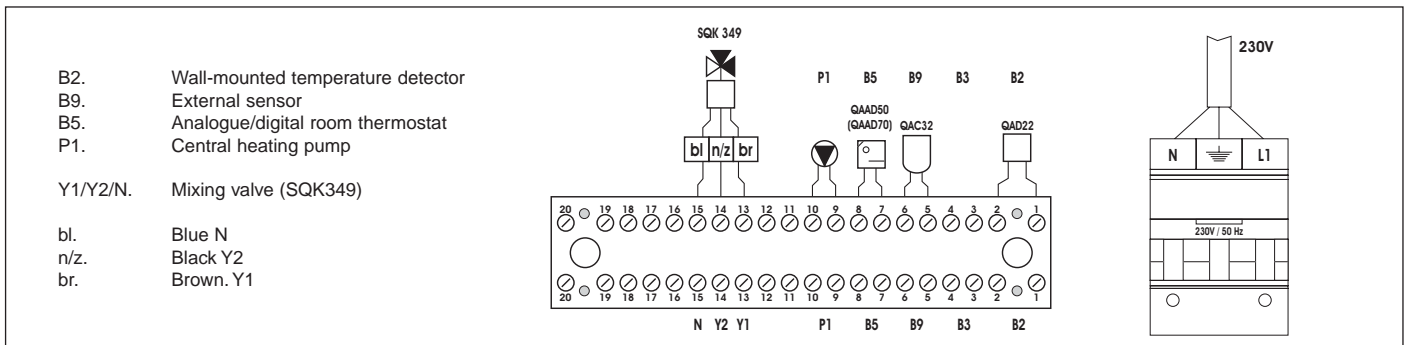 B2. Wall-mounted temperature detector
B9. External sensor
B5. Analogue/digital room thermostat
P1. Central heating pump
Y1/Y2/N. Mixing valve (SQK349)
bl. Blue N
n/z. Black Y2
br. Brown. Y1
SQK 349
P1 B5 B9 B3 B2
QAAD50
(QAAD70) QAC32 QAD22
bl n/z br
20 19 18 17 16 15 14 13 12 11 10 9 8 7 6 5 4 3 2 1
20 19 18 17 16 15 14 13 12 11 10 9 8 7 6 5 4 3 2 1
N Y2 Y1 P1 B5 B9 B3 B2
230V
N L1
230V / 50 Hz